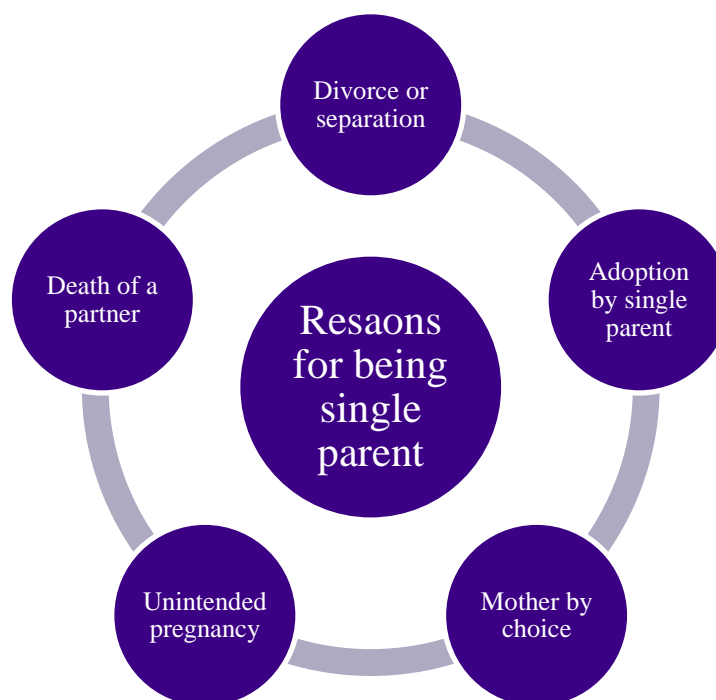 Divorce or
separation
Adoption
by single
parent
Mother by
choice
Unintended
pregnancy
Death of a
partner
Resaons
for being
single
parent